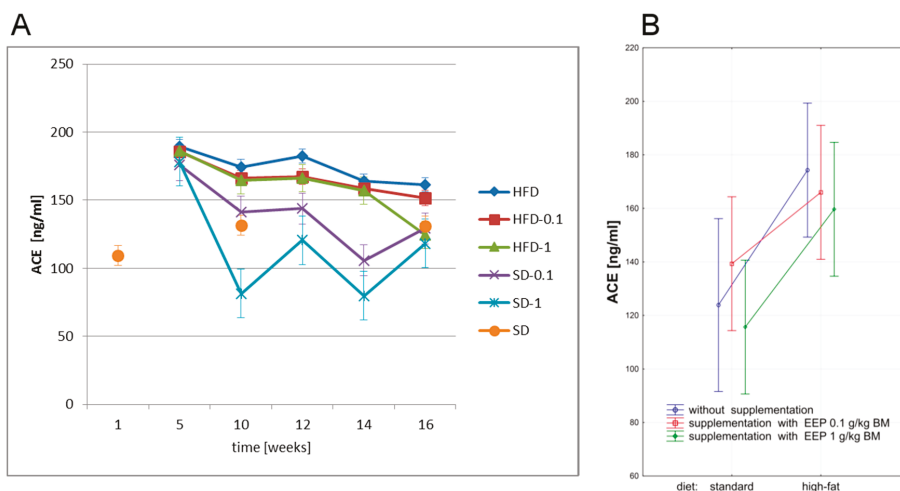 A
250
200
150
100
50
0
ACE [ng/ml]
1 5 10 12 14 16
time [weeks]
HFD
HFD-0.1
HFD-1
SD-0.1
SD-1
SD
B
220
200
180
160
140
120
100
80
60
ACE [ng/ml]
without supplementation
supplementation with EEP 0.1 g/kg BM
supplementation with EEP 1 g/kg BM
diet: standard high-fat